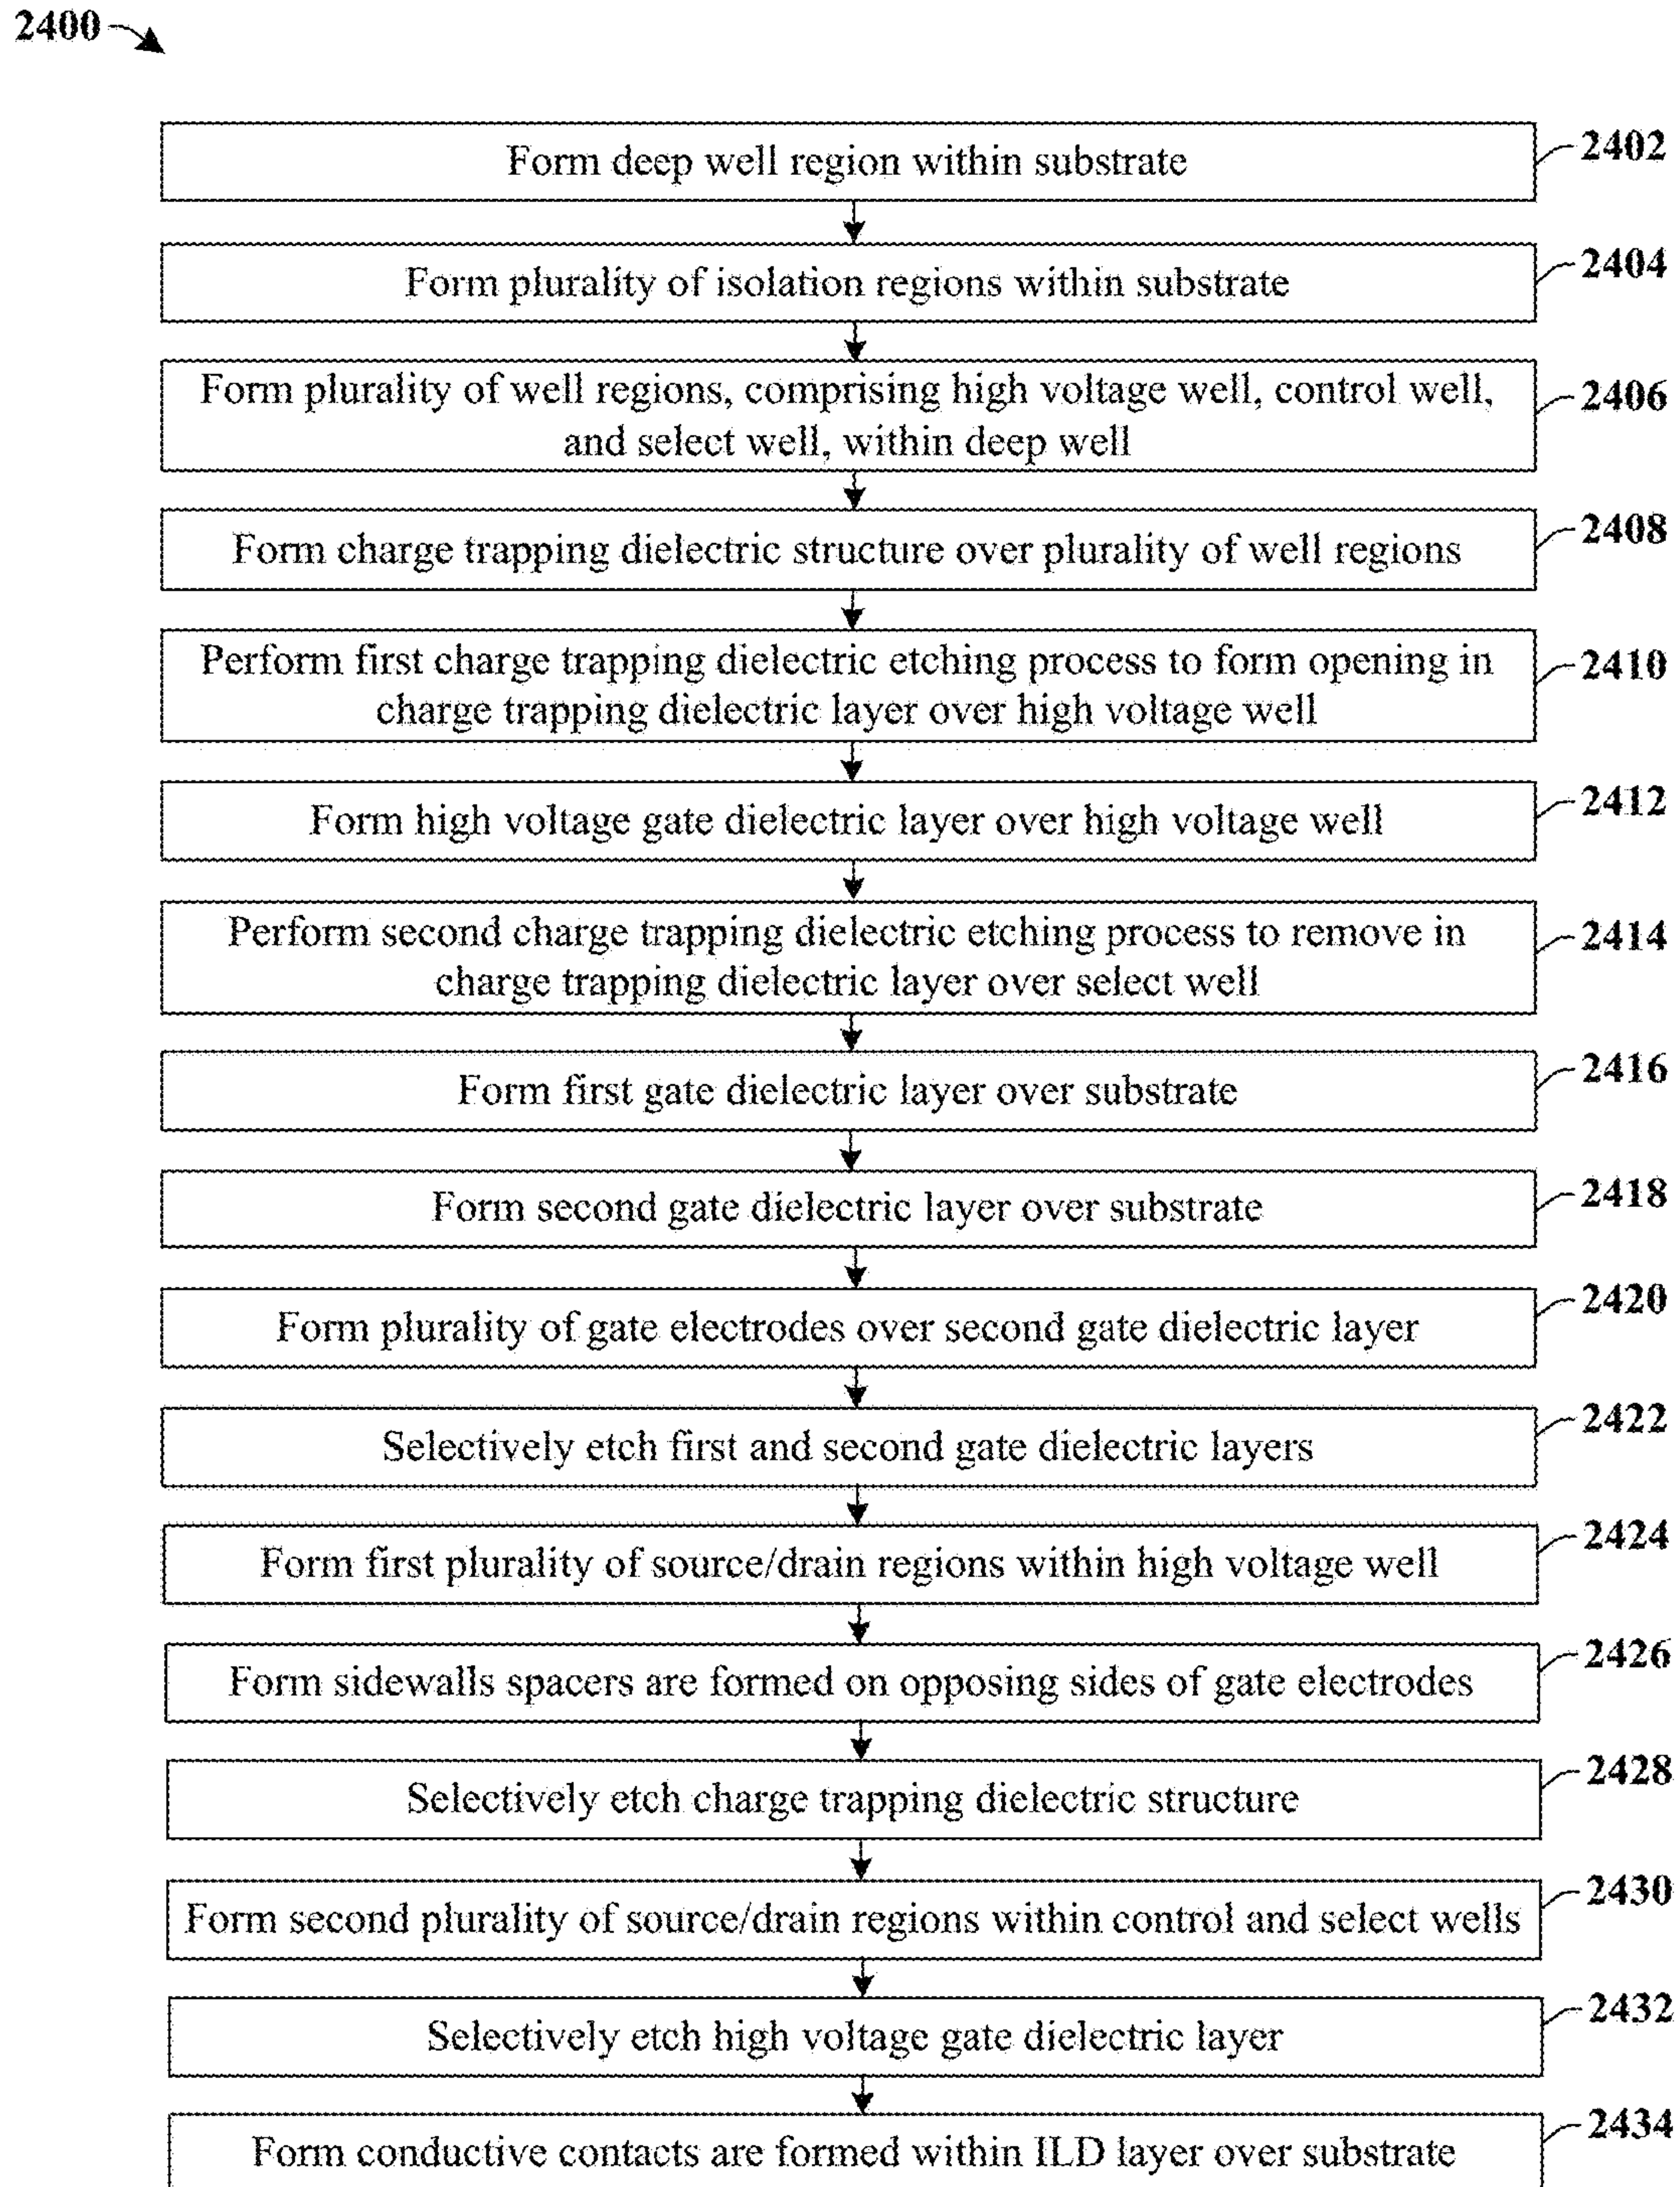 2400
Form deep well region within substrate
2402
Form plurality of isolation regions within substrate
2404
Form plurality of well regions, comprising high voltage well, control well,
and select well, within deep well
2406
Form charge trapping dielectric structure over plurality of well regions
2408
Perform first charge trapping dielectric etching process to form opening in
charge trapping dielectric layer over high voltage well
2410
Form high voltage gate dielectric layer over high voltage well
2412
Perform second charge trapping dielectric etching process to remove in
charge trapping dielectric layer over select well
2414
Form first gate dielectric layer over substrate
2416
Form second gate dielectric layer over substrate
2418
Form plurality of gate electrodes over second gate dielectric layer
2420
Selectively etch first and second gate dielectric layers
2422
Form first plurality of source/drain regions within high voltage well
2424
Form sidewalls spacers are formed on opposing sides of gate electrodes
2426
Selectively etch charge trapping dielectric structure
2428
Form second plurality of source/drain regions within control and select wells
2430
Selectively etch high voltage gate dielectric layer
2432
Form conductive contacts are formed within ILD layer over substrate
2434